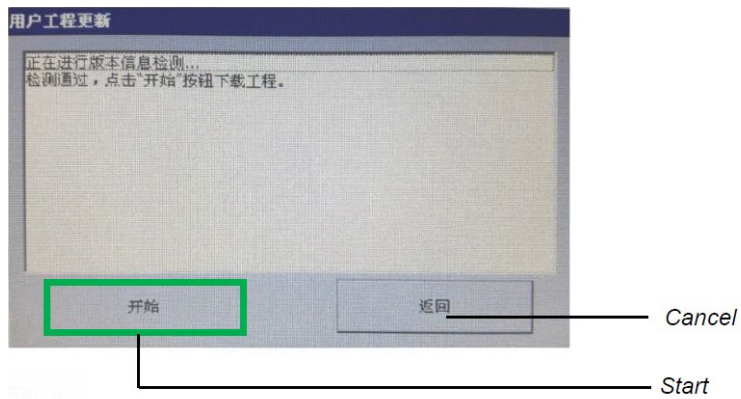 用户工程更新
正在进行版本信息检测...
检测通过，点击"开始"按钮下载工程。
开始
返回
Cancel
Start